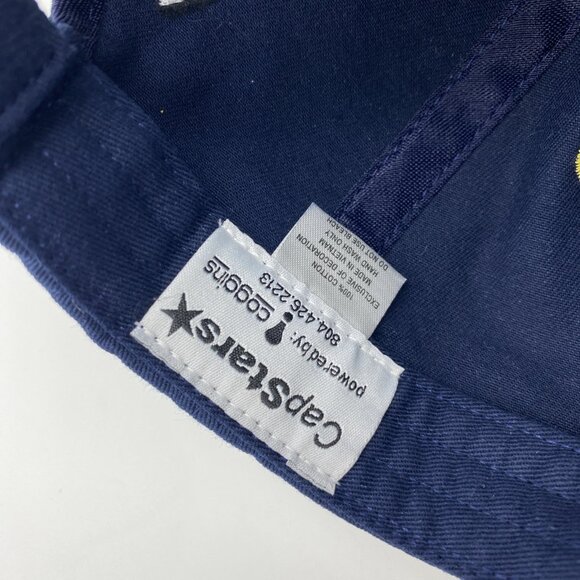 CapStars
powered by: coggins
804.426.2213
100% COTTON
EXCLUSIVE OF DECORATION
MADE IN VIETNAM
HAND WASH ONLY
DO NOT USE BLEACH